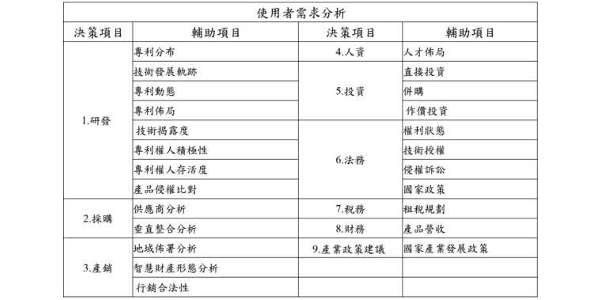 使用者需求分析
決策項目 輔助項目 決策項目 輔助項目
專利分布 4.人資 人才佈局
1.研發 技術發展軌跡 5.投資 直接投資
專利動態 併購
專利佈局 作價投資
技術揭露度 6.法務 權利狀態
專利權人積極性 技術授權
專利權人存活度 侵權訴訟
產品侵權比對 國家政策
2.採購 供應商分析 7.稅務 租稅規劃
垂直整合分析 8.財務 產品營收
3.產銷 地域佈署分析 9.產業政策建議 國家產業發展政策
智慧財產形態分析
行銷合法性